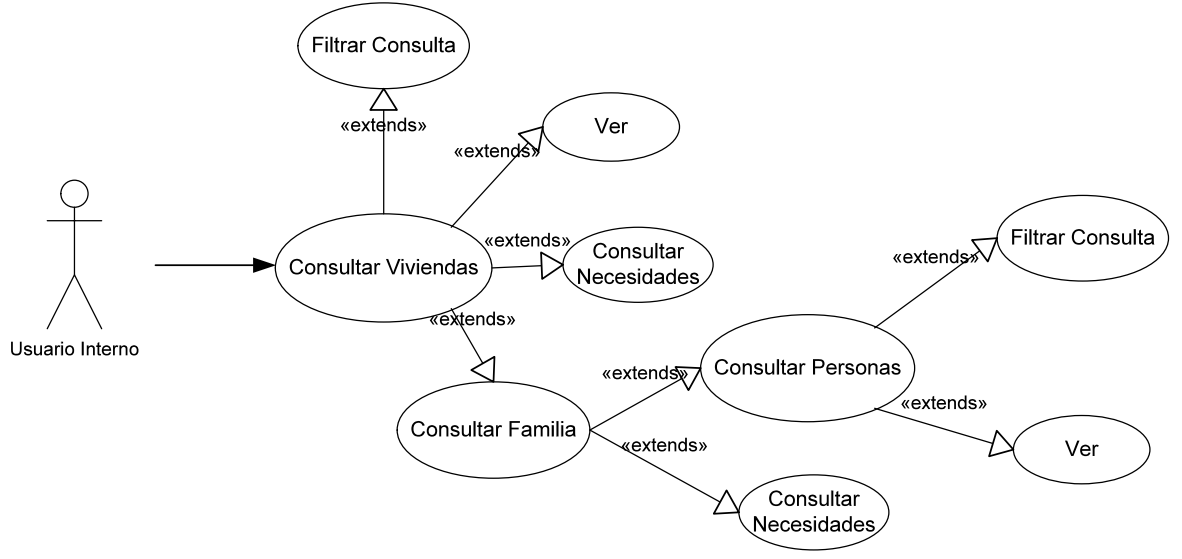 Filtrar Consulta
«extends»
Ver
«extends»
Filtrar Consulta
«extends»
Consultar
Necesidades
«extends»
Consultar Viviendas
«extends»
Usuario Interno
Consultar Personas
«extends»
«extends»
Consultar Familia
«extends»
Ver
Consultar
Necesidades